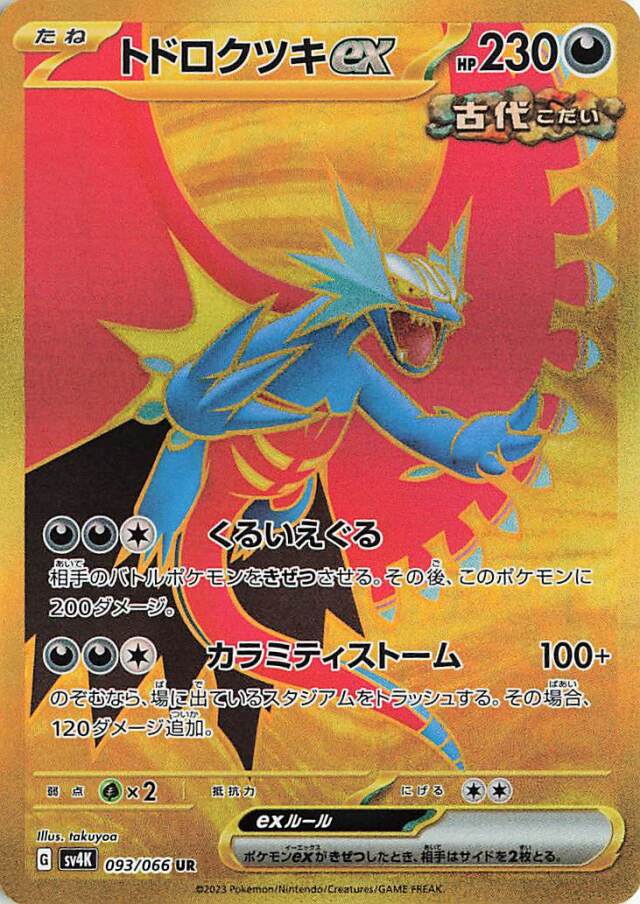 たね
トドロクツキex
HP230
古代 こだい
くるいえぐる
相手のバトルポケモンをきぜつさせる。その後、このポケモンに
200ダメージ。
カラミティストーム 100+
のぞむなら、場に出ているスタジアムをトラッシュする。その場合、
120ダメージ追加。
弱点 ×2 抵抗力 にげる
exルール
ポケモンexがきぜつしたとき、相手はサイドを2枚とる。
Illus. takuyoa
G sv4K 093/066 UR
©2023 Pokémon/Nintendo/Creatures/GAME FREAK.